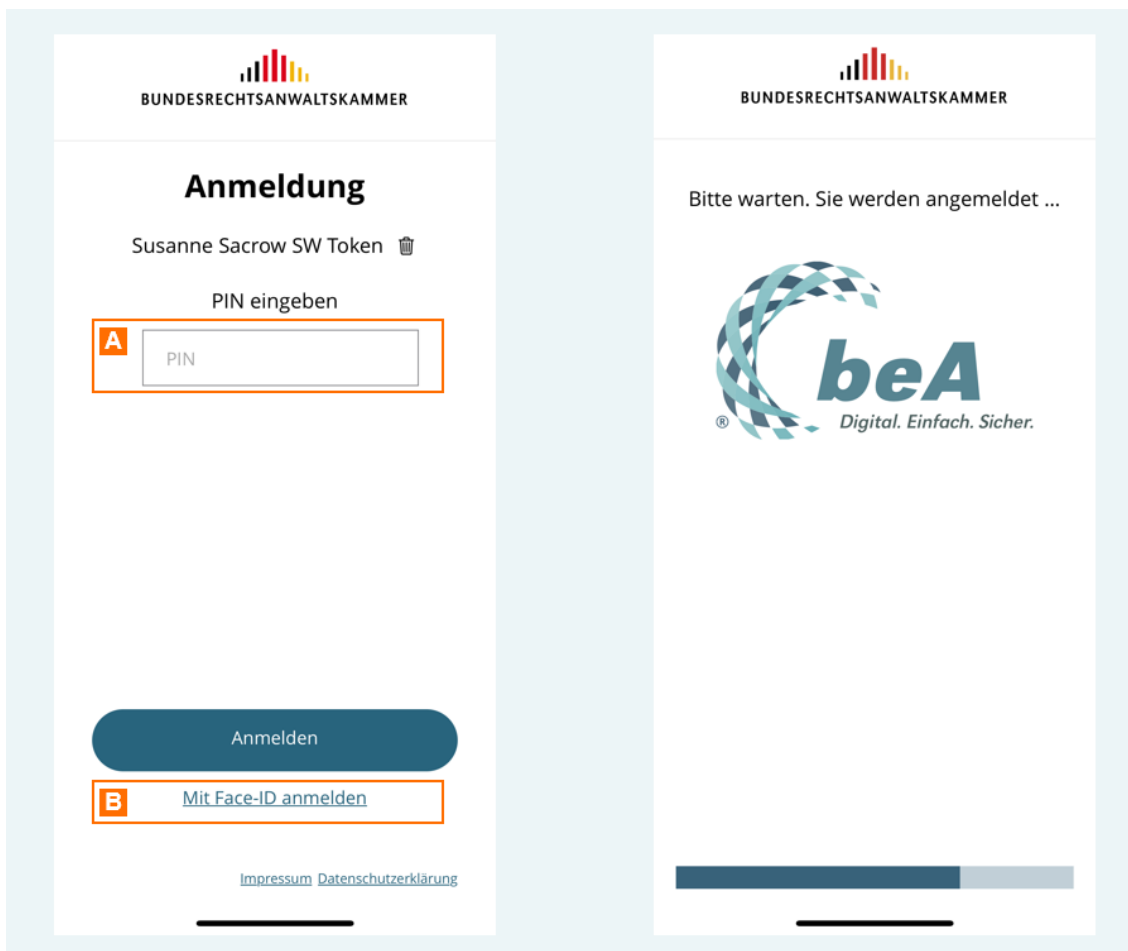 BUNDESRECHTSANWALTSKAMMER
Anmeldung
Susanne Sacrow SW Token
PIN eingeben
A
PIN
Anmelden
B
Mit Face-ID anmelden
Impressum Datenschutzerklärung
BUNDESRECHTSANWALTSKAMMER
Bitte warten. Sie werden angemeldet ...
beA
® Digital. Einfach. Sicher.